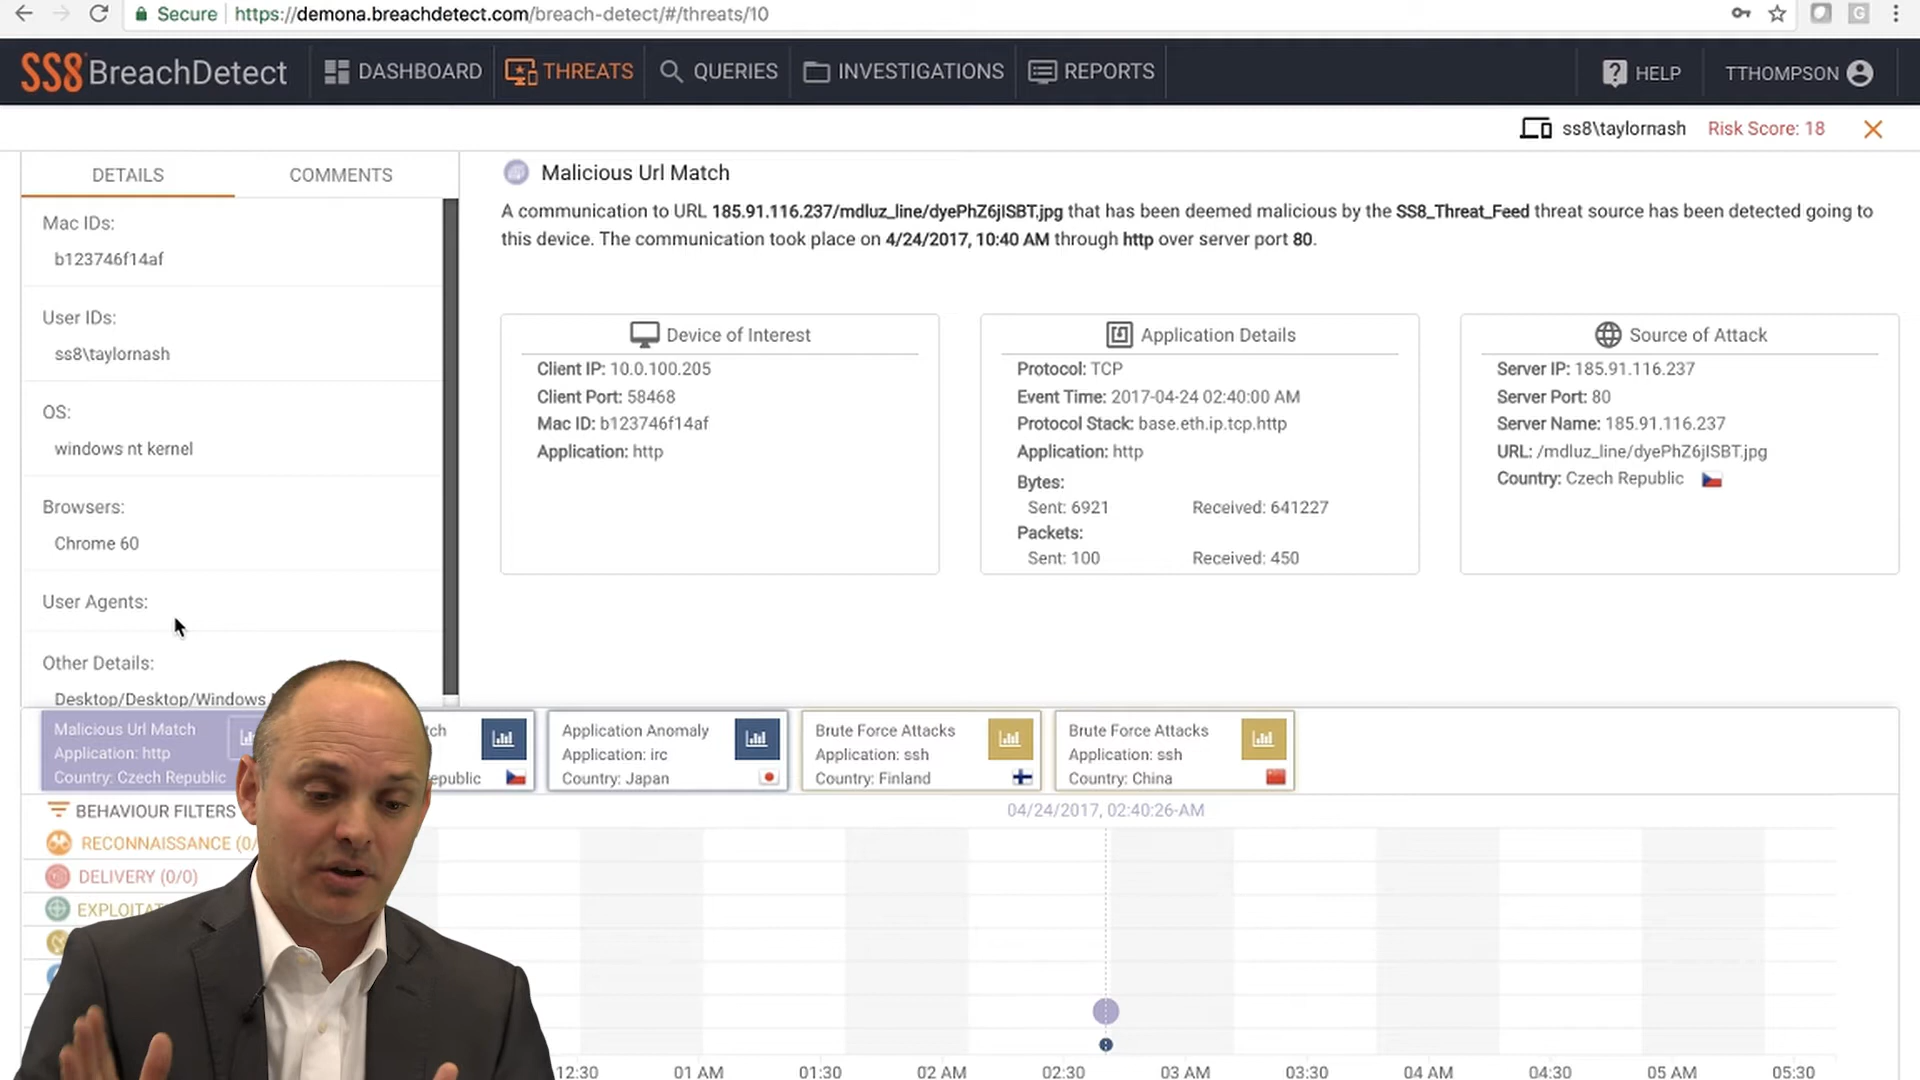 Secure https://demona.breachdetect.com/breach-detect/#/threats/10
SS8 BreachDetect DASHBOARD THREATS QUERIES INVESTIGATIONS REPORTS HELP TTHOMPSON
ss8\taylornash Risk Score: 18
DETAILS COMMENTS
Mac IDs:
b123746f14af
User IDs:
ss8\taylornash
OS:
windows nt kernel
Browsers:
Chrome 60
User Agents:
Other Details:
Desktop/Desktop/Windows
Malicious Url Match
A communication to URL 185.91.116.237/mdluz_line/dyePhZ6jISBT.jpg that has been deemed malicious by the SS8_Threat_Feed threat source has been detected going to
this device. The communication took place on 4/24/2017, 10:40 AM through http over server port 80.
Device of Interest
Client IP: 10.0.100.205
Client Port: 58468
Mac ID: b123746f14af
Application: http
Application Details
Protocol: TCP
Event Time: 2017-04-24 02:40:00 AM
Protocol Stack: base.eth.ip.tcp.http
Application: http
Bytes:
Sent: 6921 Received: 641227
Packets:
Sent: 100 Received: 450
Source of Attack
Server IP: 185.91.116.237
Server Port: 80
Server Name: 185.91.116.237
URL: /mdluz_line/dyePhZ6jISBT.jpg
Country: Czech Republic
Malicious Url Match
Application: http
Country: Czech Republic
tch
epublic
Application Anomaly
Application: irc
Country: Japan
Brute Force Attacks
Application: ssh
Country: Finland
Brute Force Attacks
Application: ssh
Country: China
BEHAVIOUR FILTERS
04/24/2017, 02:40:26-AM
RECONNAISSANCE (0/
DELIVERY (0/0)
EXPLOITAT
12:30 01 AM 01:30 02 AM 02:30 03 AM 03:30 04 AM 04:30 05 AM 05:30